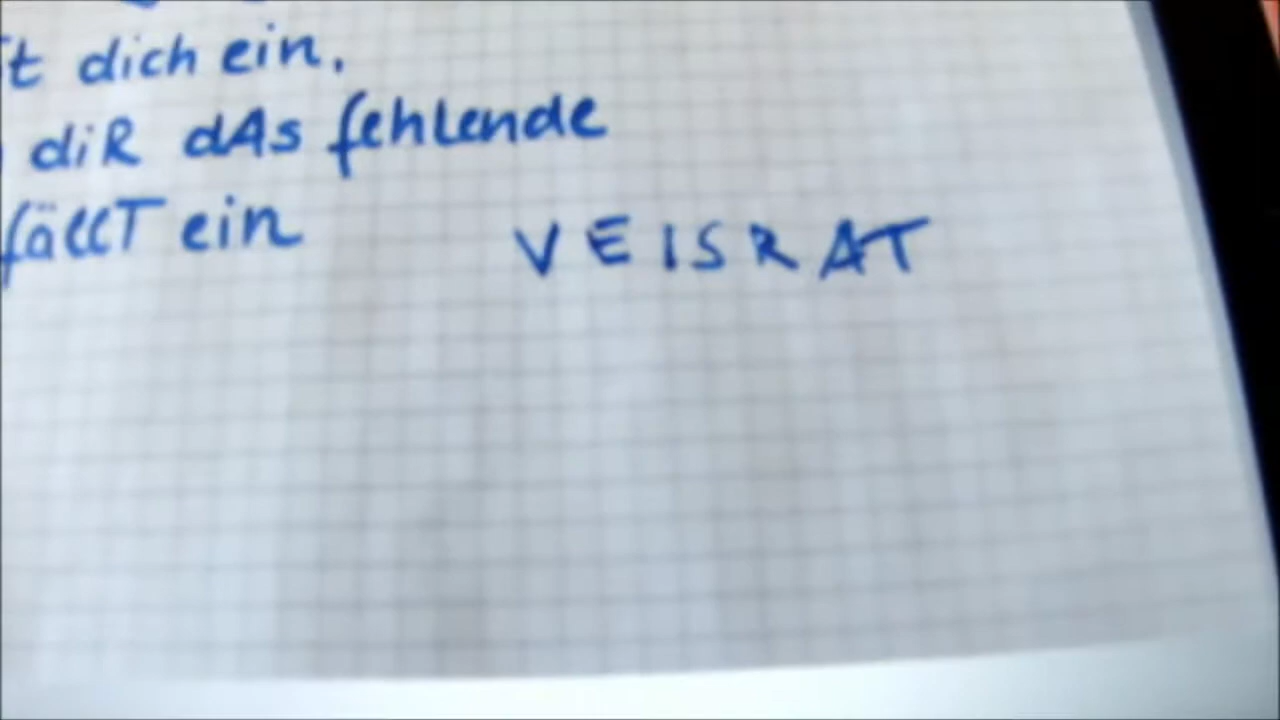 t dich ein.
diR dAs fehlende
fällT ein VEISRAT